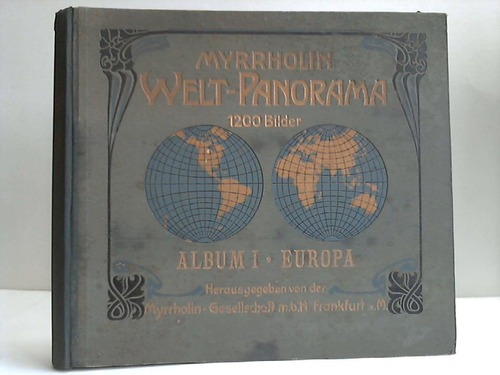 MYRRHOLIN
WELT-PANORAMA
1200 Bilder
ALBUM I · EUROPA
Herausgegeben von der
Myrrholin-Gesellschaft m.b.H Frankfurt a.M.